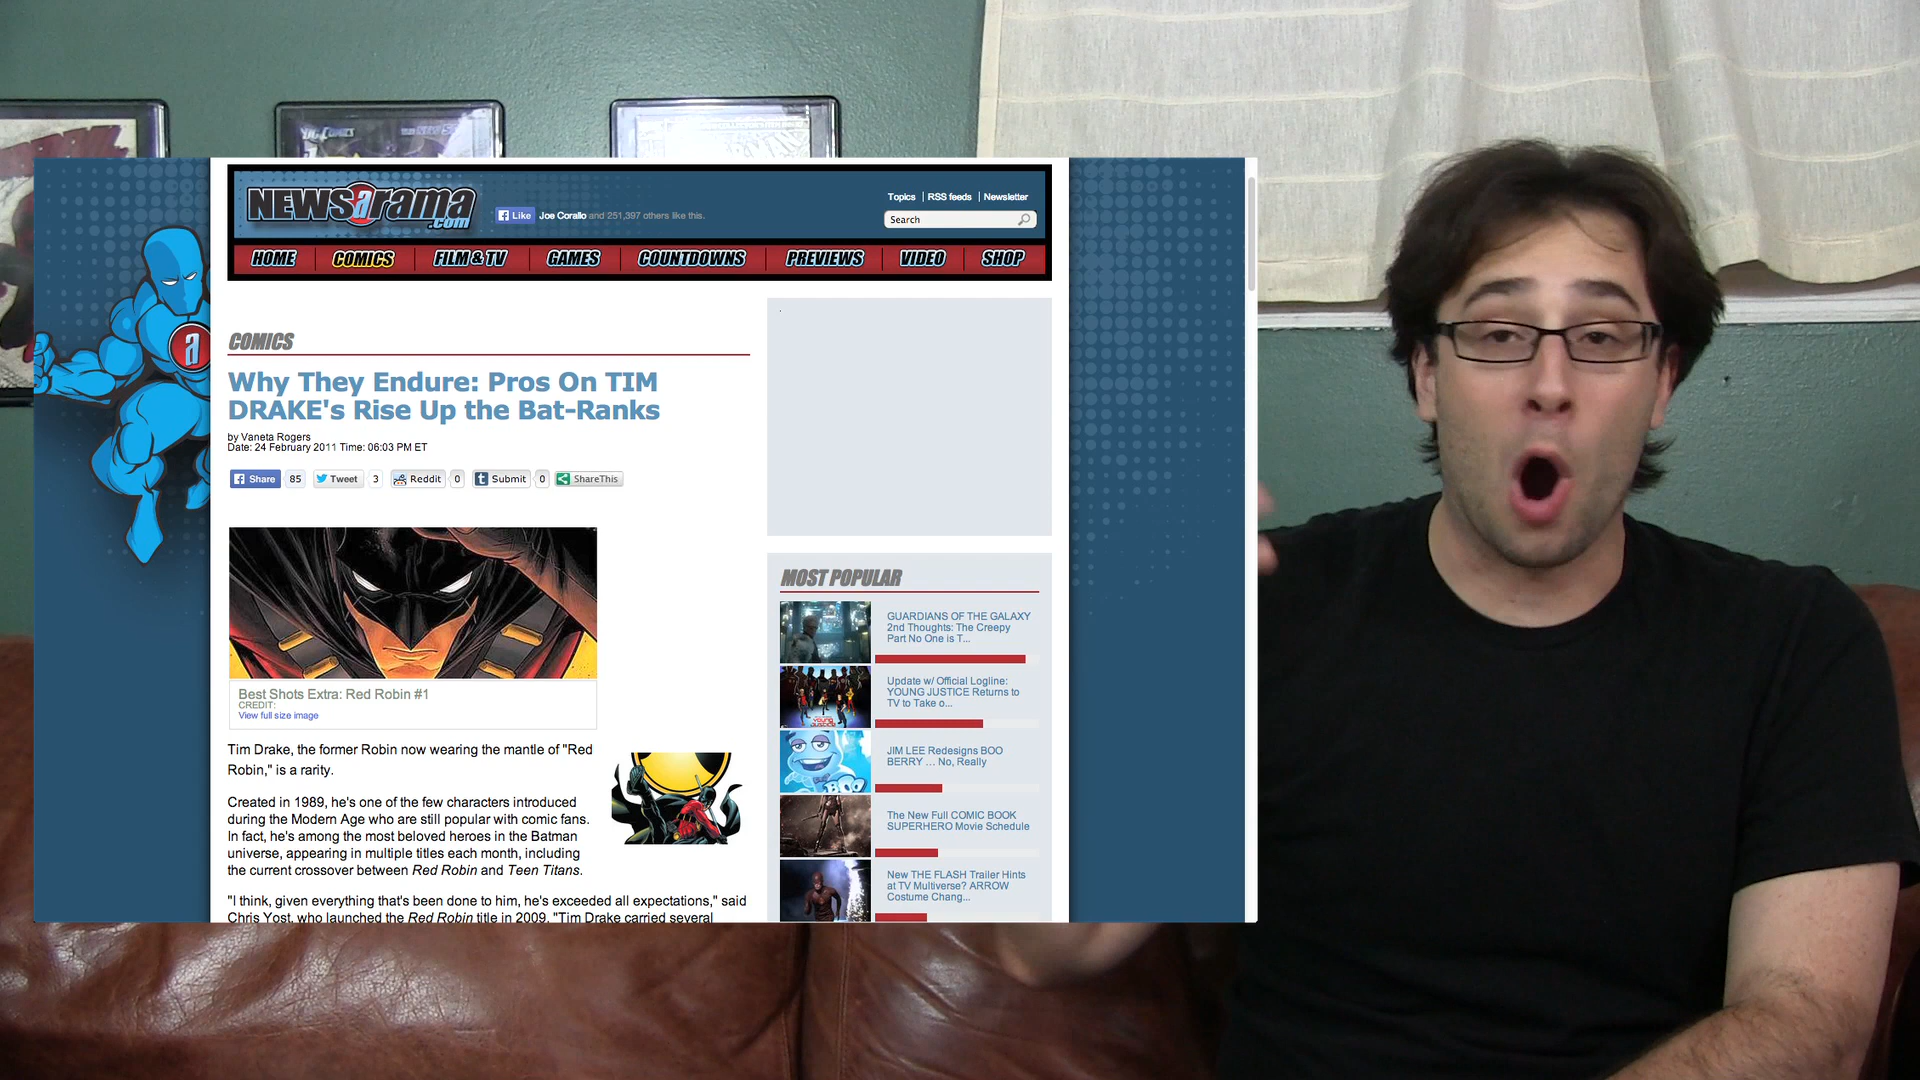 DC COMICS
NEWSarama
.com
Like Joe Corallo and 251,397 others like this.
Topics RSS feeds Newsletter
Search
HOME COMICS FILM & TV GAMES COUNTDOWNS PREVIEWS VIDEO SHOP
a
COMICS
Why They Endure: Pros On TIM
DRAKE's Rise Up the Bat-Ranks
by Vaneta Rogers
Date: 24 February 2011 Time: 06:03 PM ET
Share 85 Tweet 3 Reddit 0 Submit 0 ShareThis
Best Shots Extra: Red Robin #1
CREDIT:
View full size image
Tim Drake, the former Robin now wearing the mantle of "Red
Robin," is a rarity.
Created in 1989, he's one of the few characters introduced
during the Modern Age who are still popular with comic fans.
In fact, he's among the most beloved heroes in the Batman
universe, appearing in multiple titles each month, including
the current crossover between Red Robin and Teen Titans.
"I think, given everything that's been done to him, he's exceeded all expectations," said
Chris Yost, who launched the Red Robin title in 2009. "Tim Drake carried several
MOST POPULAR
GUARDIANS OF THE GALAXY
2nd Thoughts: The Creepy
Part No One is T...
Update w/ Official Logline:
YOUNG JUSTICE Returns to
TV to Take o...
YOUNG
JUSTICE
JIM LEE Redesigns BOO
BERRY ... No, Really
BOO
The New Full COMIC BOOK
SUPERHERO Movie Schedule
New THE FLASH Trailer Hints
at TV Multiverse? ARROW
Costume Chang...